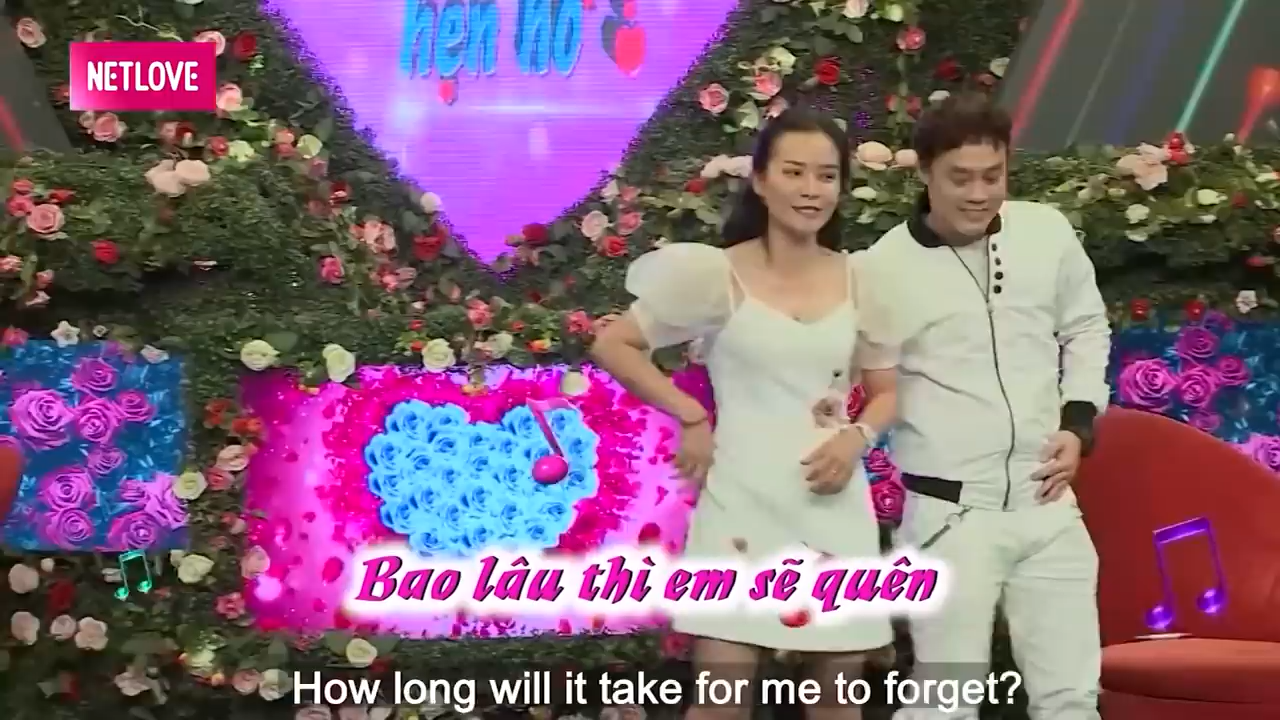 hẹn hò
NETLOVE
Bao lâu thì em sẽ quên
How long will it take for me to forget?